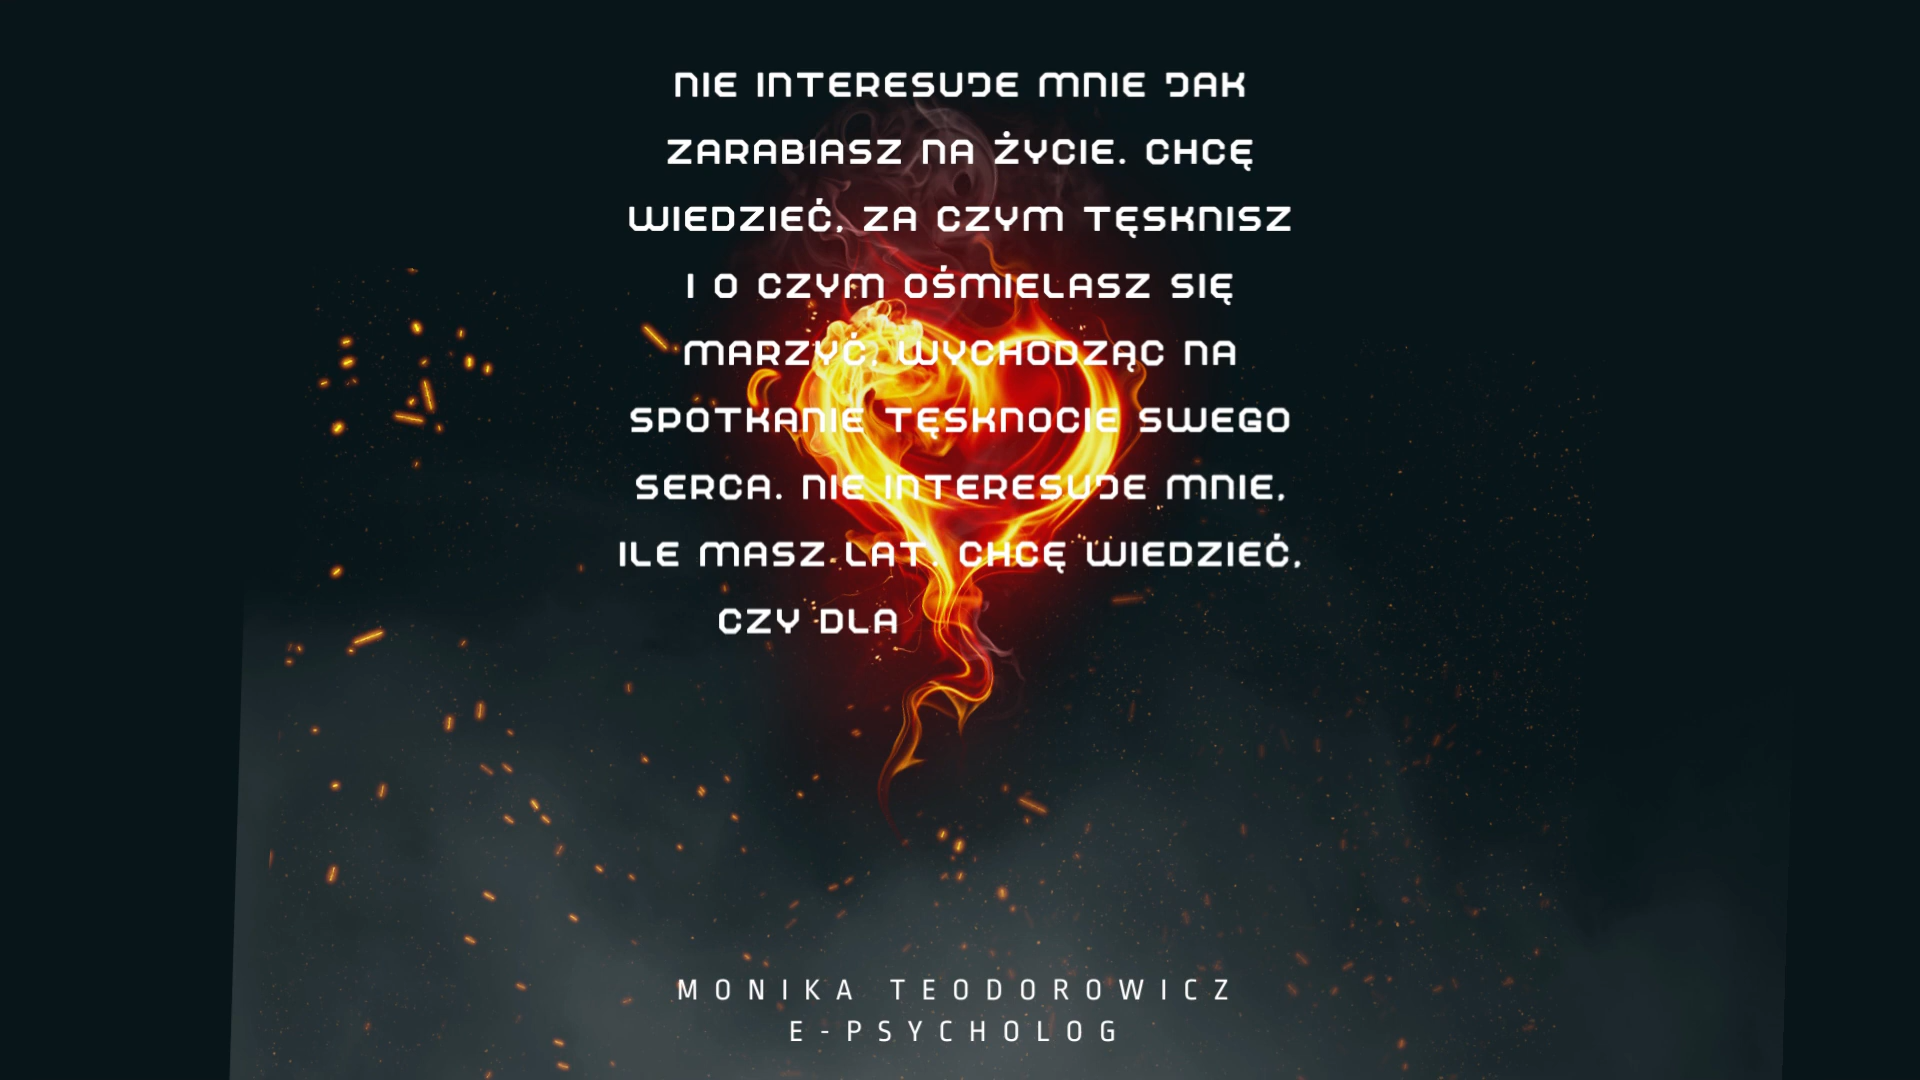 NIE INTERESUJE MNIE JAK
ZARABIASZ NA ŻYCIE. CHCĘ
WIEDZIEĆ, ZA CZYM TĘSKNISZ
I O CZYM OŚMIELASZ SIĘ
MARZYĆ, WYCHODZĄC NA
SPOTKANIE TĘSKNOCIE SWEGO
SERCA. NIE INTERESUJE MNIE,
ILE MASZ LAT. CHCĘ WIEDZIEĆ,
CZY DLA
MONIKA TEODOROWICZ
E-PSYCHOLOG